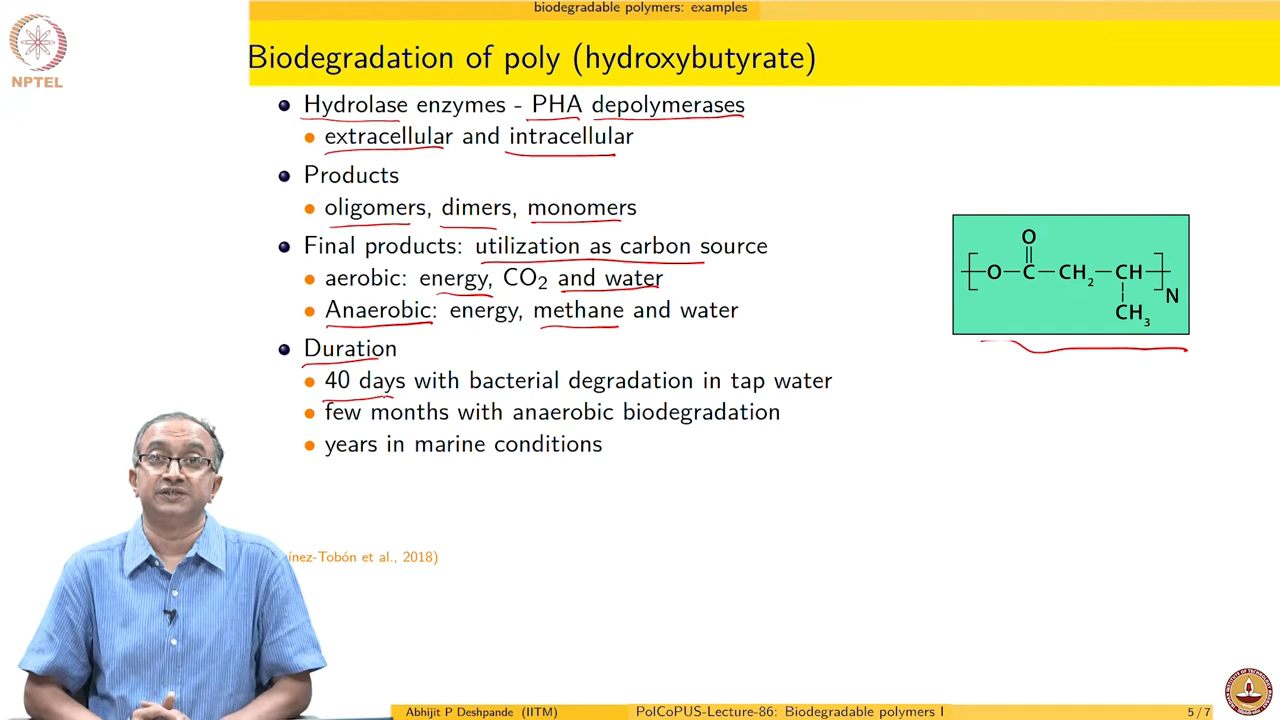 biodegradable polymers: examples
NPTEL
Biodegradation of poly (hydroxybutyrate)
Hydrolase enzymes - PHA depolymerases
extracellular and intracellular
Products
oligomers, dimers, monomers
Final products: utilization as carbon source
aerobic: energy, CO2 and water
Anaerobic: energy, methane and water
Duration
40 days with bacterial degradation in tap water
few months with anaerobic biodegradation
years in marine conditions
O
O C CH2 CH
N
CH3
et al., 2018)
Abhijit P Deshpande (IITM)
PolCoPUS-Lecture-86: Biodegradable polymers I
5/7